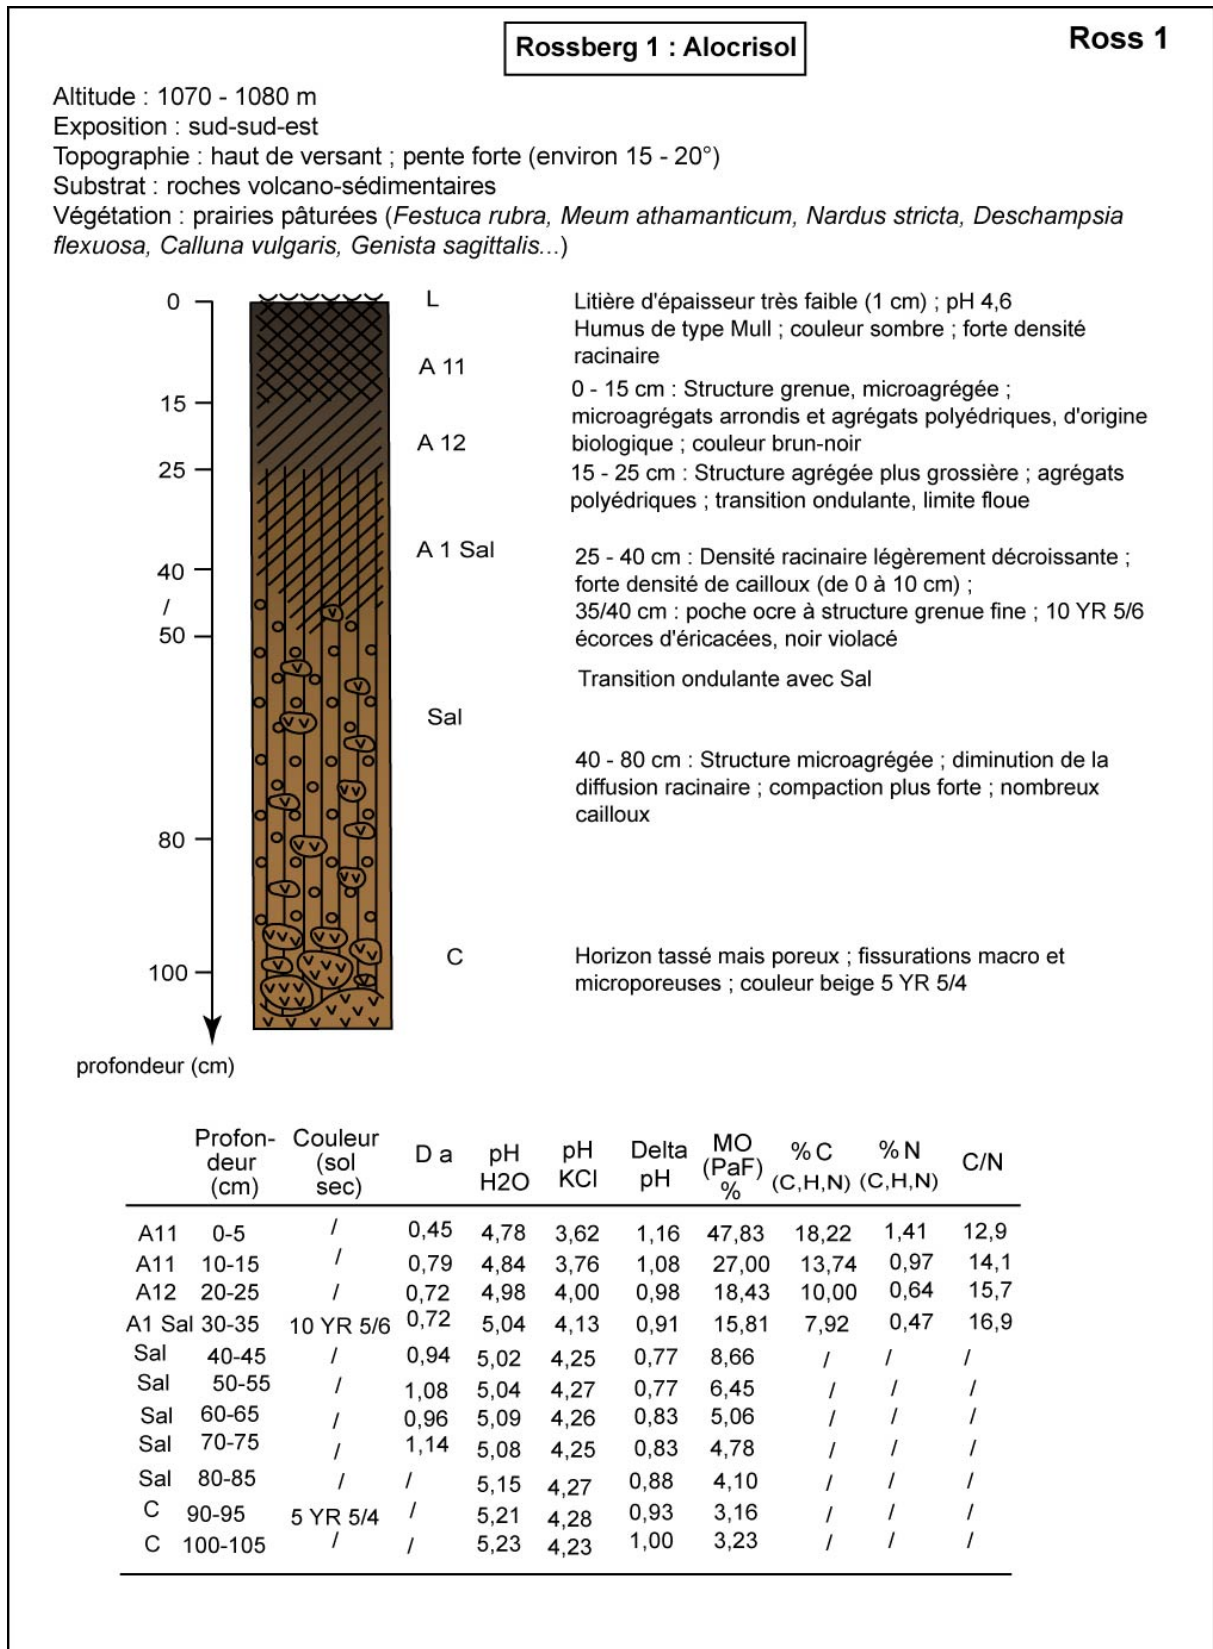 Rossberg 1 : Alocrisol
Ross 1
Altitude : 1070 - 1080 m
Exposition : sud-sud-est
Topographie : haut de versant ; pente forte (environ 15 - 20°)
Substrat : roches volcano-sédimentaires
Végétation : prairies pâturées (Festuca rubra, Meum athamanticum, Nardus stricta, Deschampsia
flexuosa, Calluna vulgaris, Genista sagittalis...)
0
15
25
40
/
50
80
100
profondeur (cm)
L
A 11
A 12
A 1 Sal
Sal
C
Litière d'épaisseur très faible (1 cm) ; pH 4,6
Humus de type Mull ; couleur sombre ; forte densité
racinaire
0 - 15 cm : Structure grenue, microagrégée ;
microagrégats arrondis et agrégats polyédriques, d'origine
biologique ; couleur brun-noir
15 - 25 cm : Structure agrégée plus grossière ; agrégats
polyédriques ; transition ondulante, limite floue
25 - 40 cm : Densité racinaire légèrement décroissante ;
forte densité de cailloux (de 0 à 10 cm) ;
35/40 cm : poche ocre à structure grenue fine ; 10 YR 5/6
écorces d'éricacées, noir violacé
Transition ondulante avec Sal
40 - 80 cm : Structure microagrégée ; diminution de la
diffusion racinaire ; compaction plus forte ; nombreux
cailloux
Horizon tassé mais poreux ; fissurations macro et
microporeuses ; couleur beige 5 YR 5/4
Profon-deur (cm) Couleur (sol sec) D a pH H2O pH KCl Delta pH MO (PaF) % % C (C,H,N) % N (C,H,N) C/N
A11 0-5 / 0,45 4,78 3,62 1,16 47,83 18,22 1,41 12,9
A11 10-15 / 0,79 4,84 3,76 1,08 27,00 13,74 0,97 14,1
A12 20-25 / 0,72 4,98 4,00 0,98 18,43 10,00 0,64 15,7
A1 Sal 30-35 10 YR 5/6 0,72 5,04 4,13 0,91 15,81 7,92 0,47 16,9
Sal 40-45 / 0,94 5,02 4,25 0,77 8,66 / / /
Sal 50-55 / 1,08 5,04 4,27 0,77 6,45 / / /
Sal 60-65 / 0,96 5,09 4,26 0,83 5,06 / / /
Sal 70-75 / 1,14 5,08 4,25 0,83 4,78 / / /
Sal 80-85 / / 5,15 4,27 0,88 4,10 / / /
C 90-95 5 YR 5/4 / 5,21 4,28 0,93 3,16 / / /
C 100-105 / / 5,23 4,23 1,00 3,23 / / /